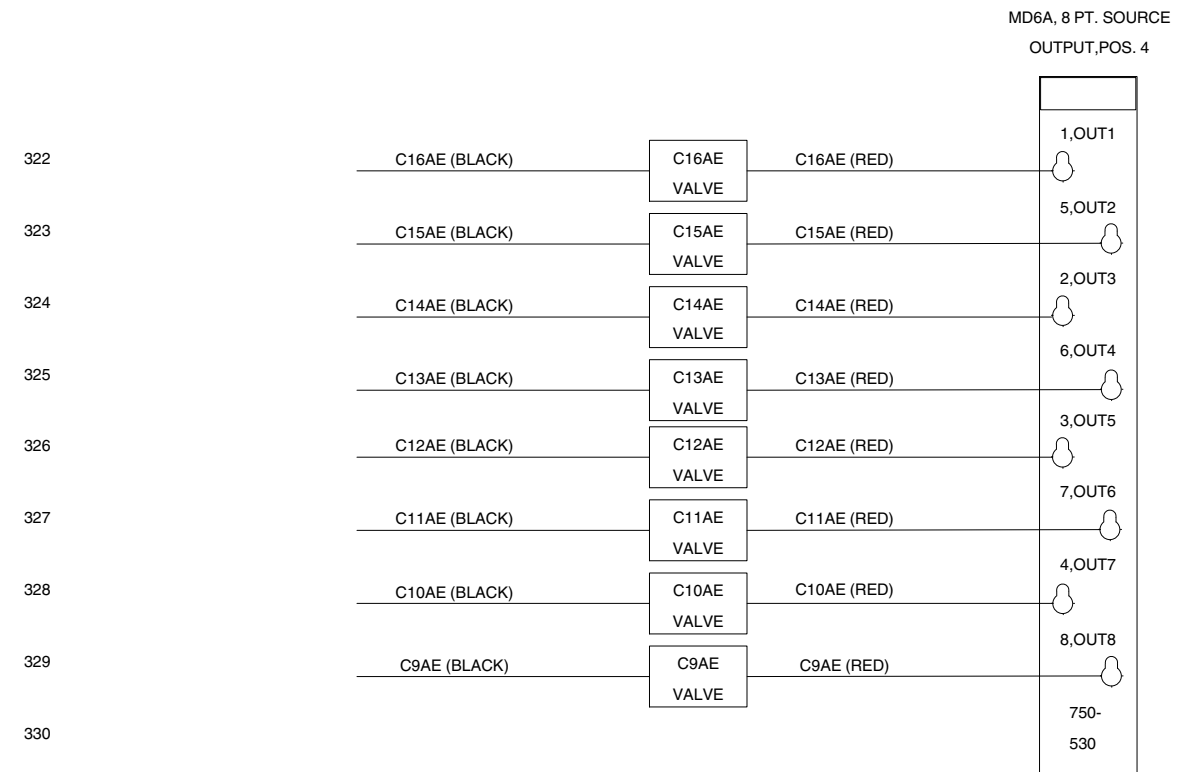 MD6A, 8 PT. SOURCE
OUTPUT,POS. 4
1,OUT1
322
C16AE (BLACK)
C16AE
VALVE
C16AE (RED)
5,OUT2
323
C15AE (BLACK)
C15AE
VALVE
C15AE (RED)
2,OUT3
324
C14AE (BLACK)
C14AE
VALVE
C14AE (RED)
6,OUT4
325
C13AE (BLACK)
C13AE
VALVE
C13AE (RED)
3,OUT5
326
C12AE (BLACK)
C12AE
VALVE
C12AE (RED)
7,OUT6
327
C11AE (BLACK)
C11AE
VALVE
C11AE (RED)
4,OUT7
328
C10AE (BLACK)
C10AE
VALVE
C10AE (RED)
8,OUT8
329
C9AE (BLACK)
C9AE
VALVE
C9AE (RED)
750-
530
330